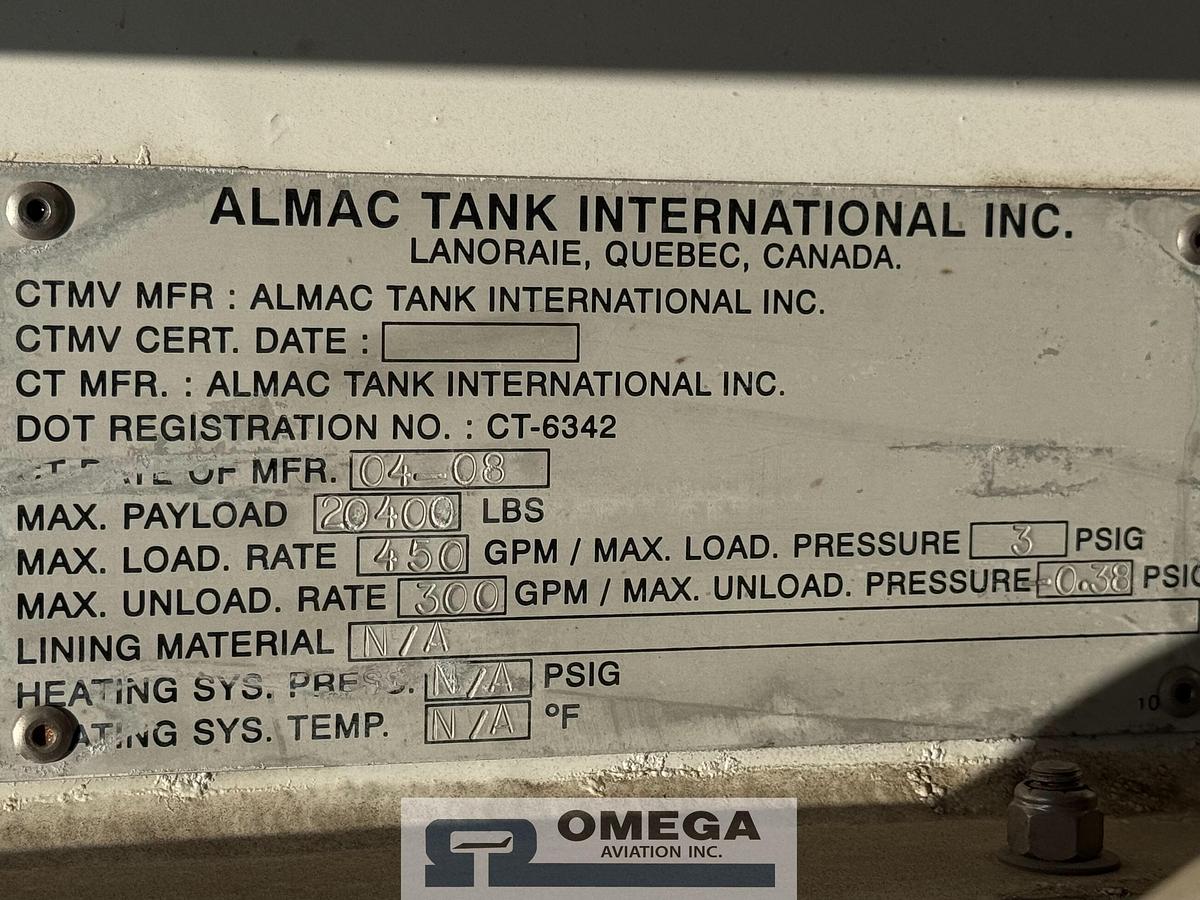 ALMAC TANK INTERNATIONAL INC.
LANORAIE, QUEBEC, CANADA.
CTMV MFR : ALMAC TANK INTERNATIONAL INC.
CTMV CERT. DATE :
CT MFR. : ALMAC TANK INTERNATIONAL INC.
DOT REGISTRATION NO. : CT-6342
OF MFR. 04-08
MAX. PAYLOAD 20400 LBS
MAX. LOAD. RATE 450 GPM / MAX. LOAD. PRESSURE 3 PSIG
MAX. UNLOAD. RATE 300 GPM / MAX. UNLOAD. PRESSURE -0.38 PSIG
LINING MATERIAL N/A
HEATING SYS. PRESS. N/A PSIG
HEATING SYS. TEMP. N/A °F
10
OMEGA
AVIATION INC.